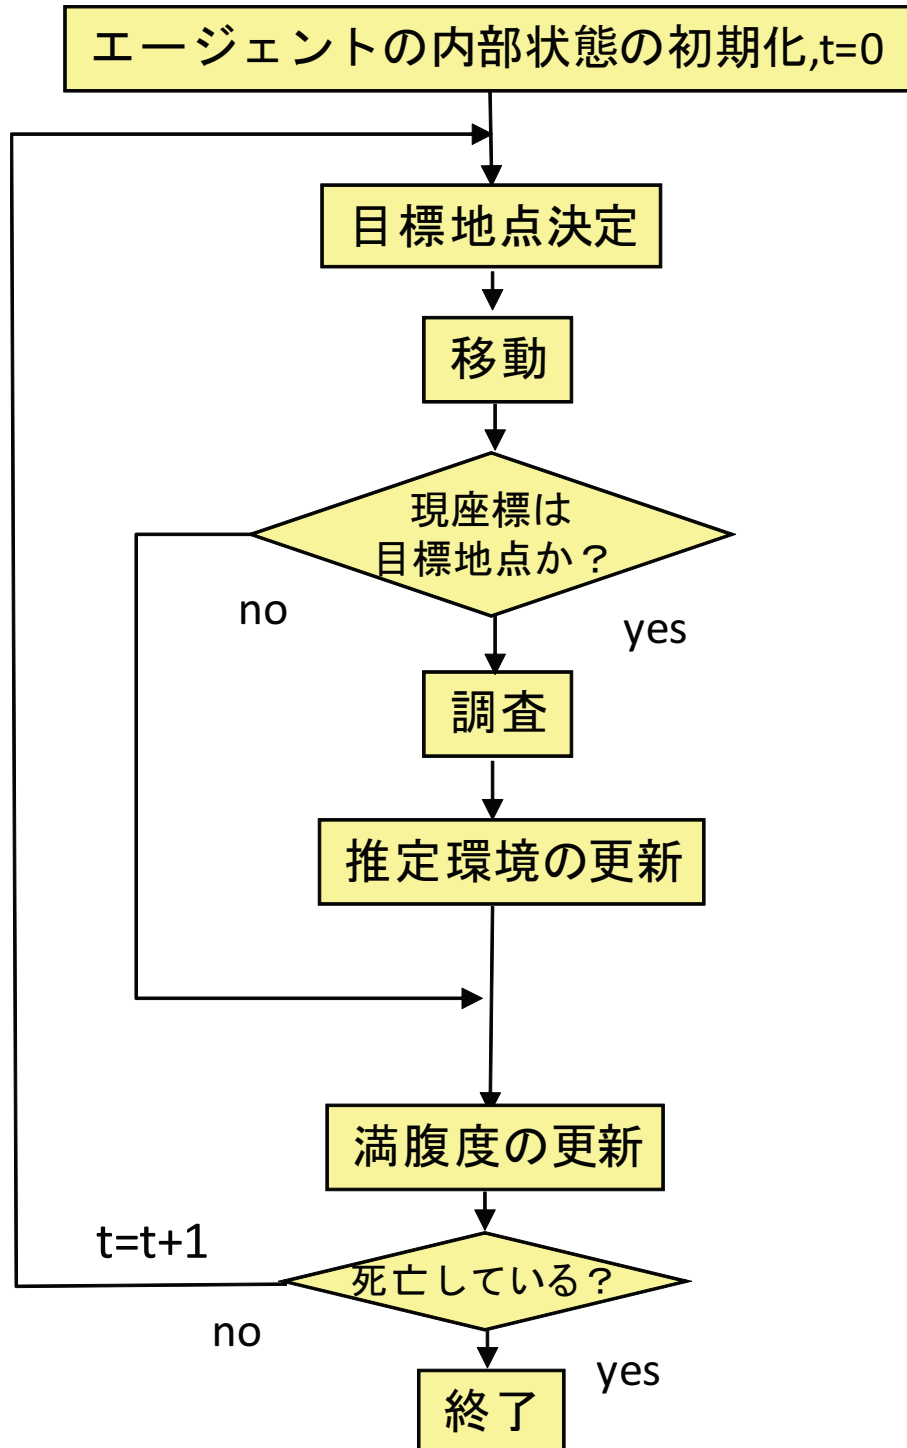 エージェントの内部状態の初期化,t=0
目標地点決定
移動
現座標は
目標地点か？
no
yes
調査
推定環境の更新
満腹度の更新
t=t+1
死亡している？
no
yes
終了